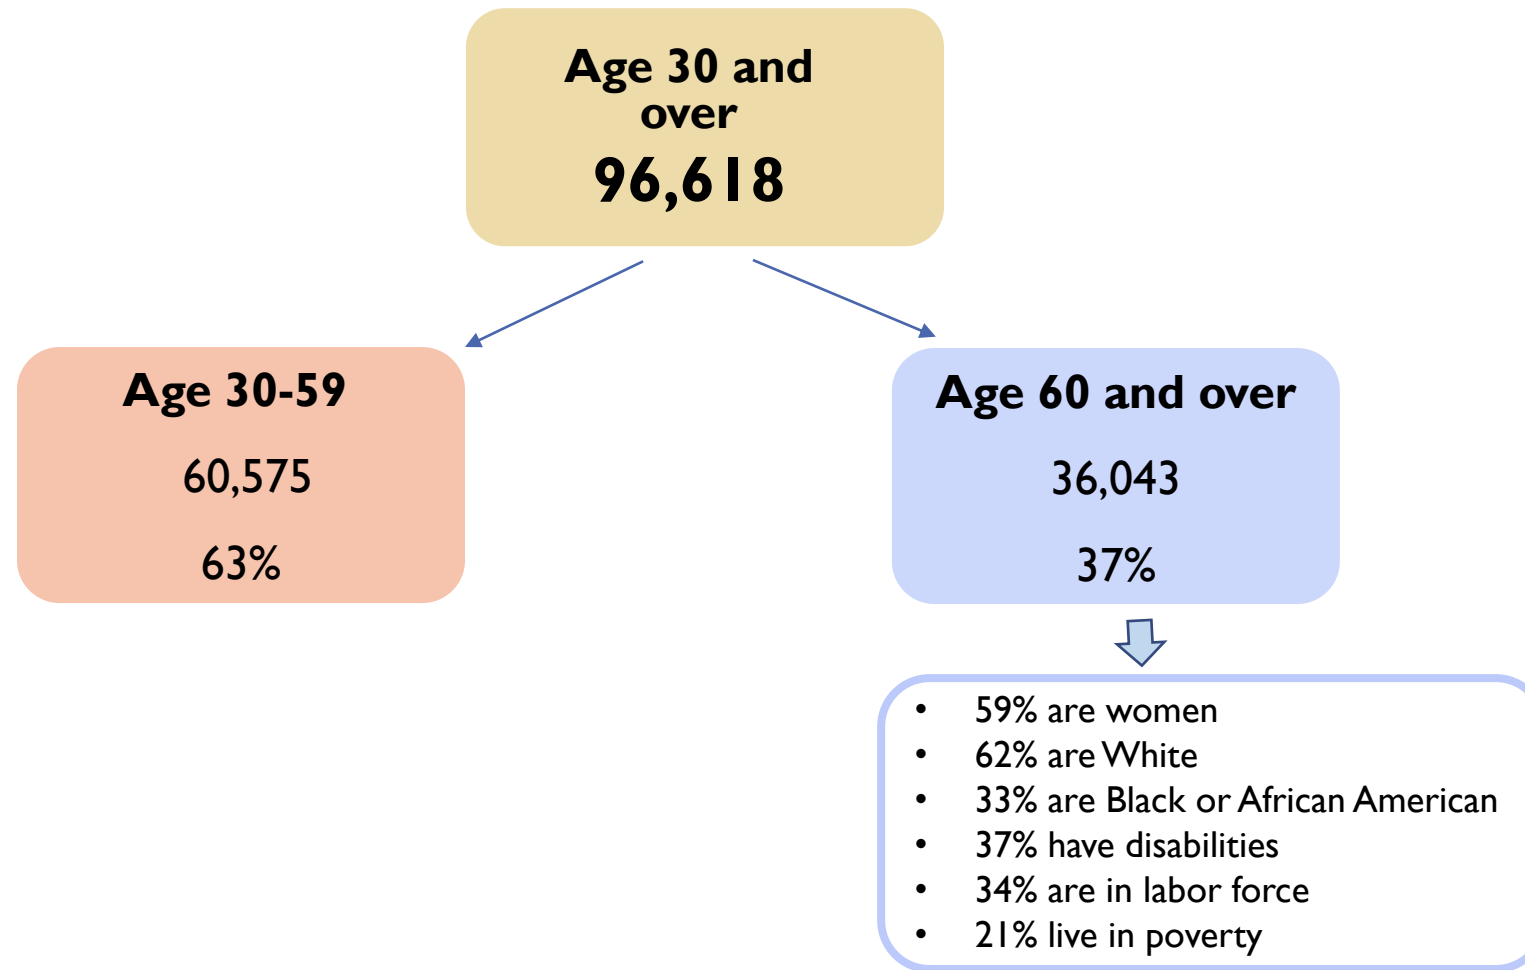 Age 30 and
over
96,618
Age 30-59
60,575
63%
Age 60 and over
36,043
37%
• 59% are women
• 62% are White
• 33% are Black or African American
• 37% have disabilities
• 34% are in labor force
• 21% live in poverty